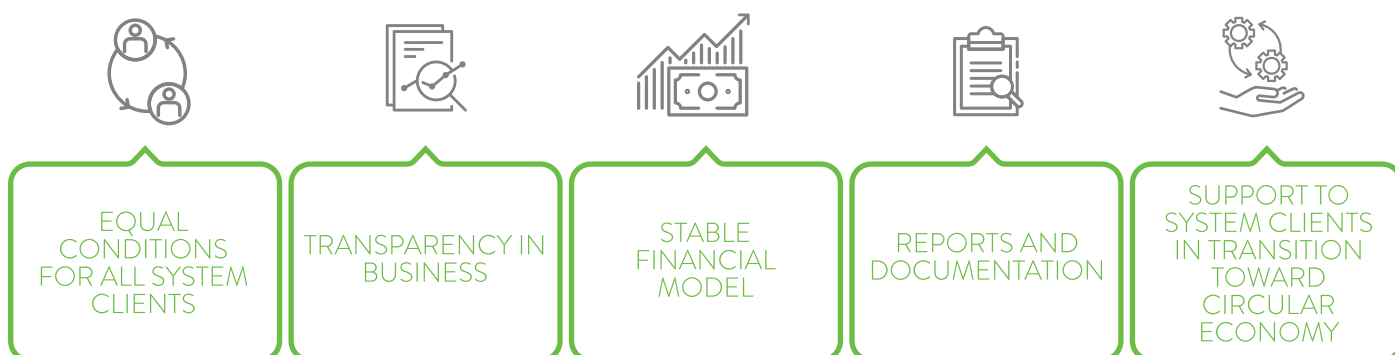 EQUAL
CONDITIONS
FOR ALL SYSTEM
CLIENTS
TRANSPARENCY IN
BUSINESS
STABLE
FINANCIAL
MODEL
REPORTS AND
DOCUMENTATION
SUPPORT TO
SYSTEM CLIENTS
IN TRANSITION
TOWARD
CIRCULAR
ECONOMY